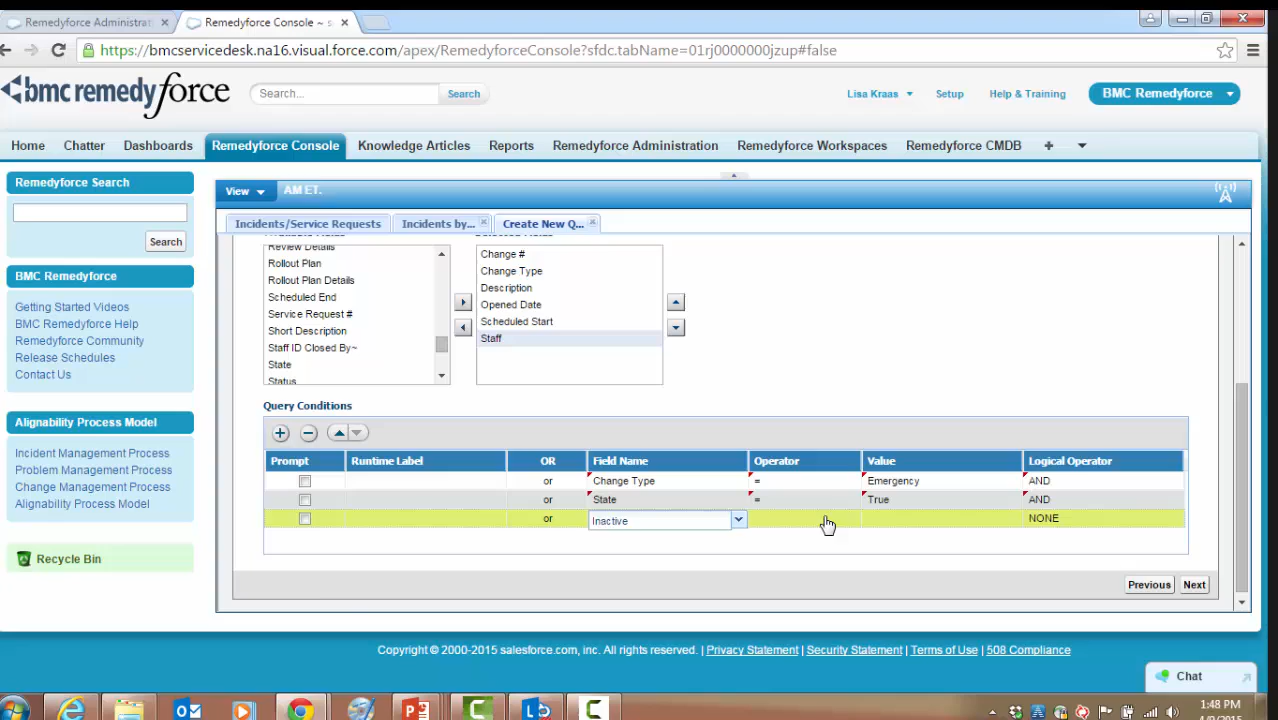 Remedyforce Administrat
Remedyforce Console ~ s
https://bmcservicedesk.na16.visual.force.com/apex/RemedyforceConsole?sfdc.tabName=01rj0000000jzup#false
bmc remedyforce
Search...
Search
Lisa Kraas
Setup
Help & Training
BMC Remedyforce
Home
Chatter
Dashboards
Remedyforce Console
Knowledge Articles
Reports
Remedyforce Administration
Remedyforce Workspaces
Remedyforce CMDB
Remedyforce Search
Search
BMC Remedyforce
Getting Started Videos
BMC Remedyforce Help
Remedyforce Community
Release Schedules
Contact Us
Alignability Process Model
Incident Management Process
Problem Management Process
Change Management Process
Alignability Process Model
Recycle Bin
View
AM ET.
Incidents/Service Requests
Incidents by...
Create New Q...
Review Details
Rollout Plan
Rollout Plan Details
Scheduled End
Service Request #
Short Description
Staff ID Closed By~
State
Status
Change #
Change Type
Description
Opened Date
Scheduled Start
Staff
Query Conditions
Prompt Runtime Label OR Field Name Operator Value Logical Operator
or Change Type = Emergency AND
or State = True AND
or Inactive NONE
Previous Next
Copyright © 2000-2015 salesforce.com, inc. All rights reserved. | Privacy Statement | Security Statement | Terms of Use | 508 Compliance
Chat
1:48 PM